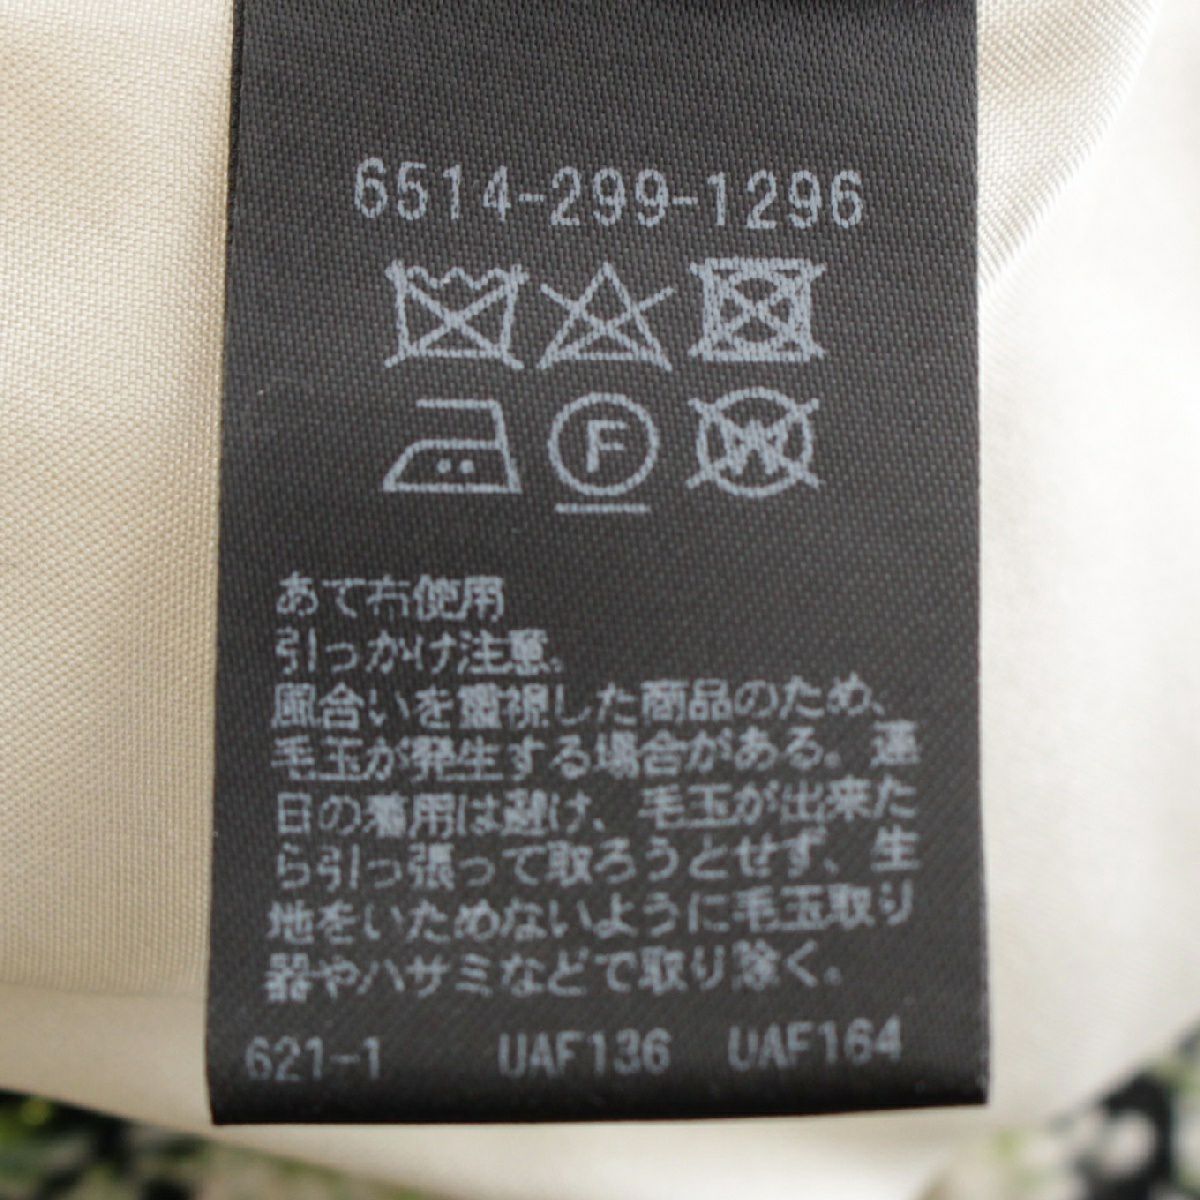 6514-299-1296
F
W
あて布使用
引っかけ注意。
風合いを重視した商品のため、
毛玉が発生する場合がある。連
日の着用は避け、毛玉が出来た
ら引っ張って取ろうとせず、生
地をいためないように毛玉取り
器やハサミなどで取り除く。
621-1 UAF136 UAF164